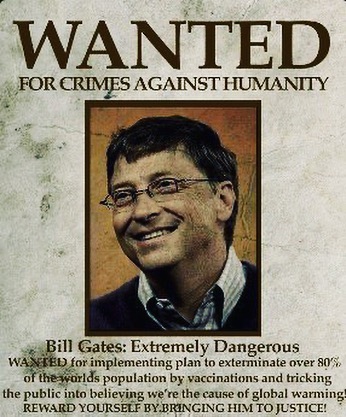 WANTED
FOR CRIMES AGAINST HUMANITY
Bill Gates: Extremely Dangerous
WANTED for implementing plan to exterminate over 80%
of the worlds population by vaccinations and tricking
the public into believing we're the cause of global warming!
REWARD YOURSELF BY BRINGING HIM TO JUSTICE!